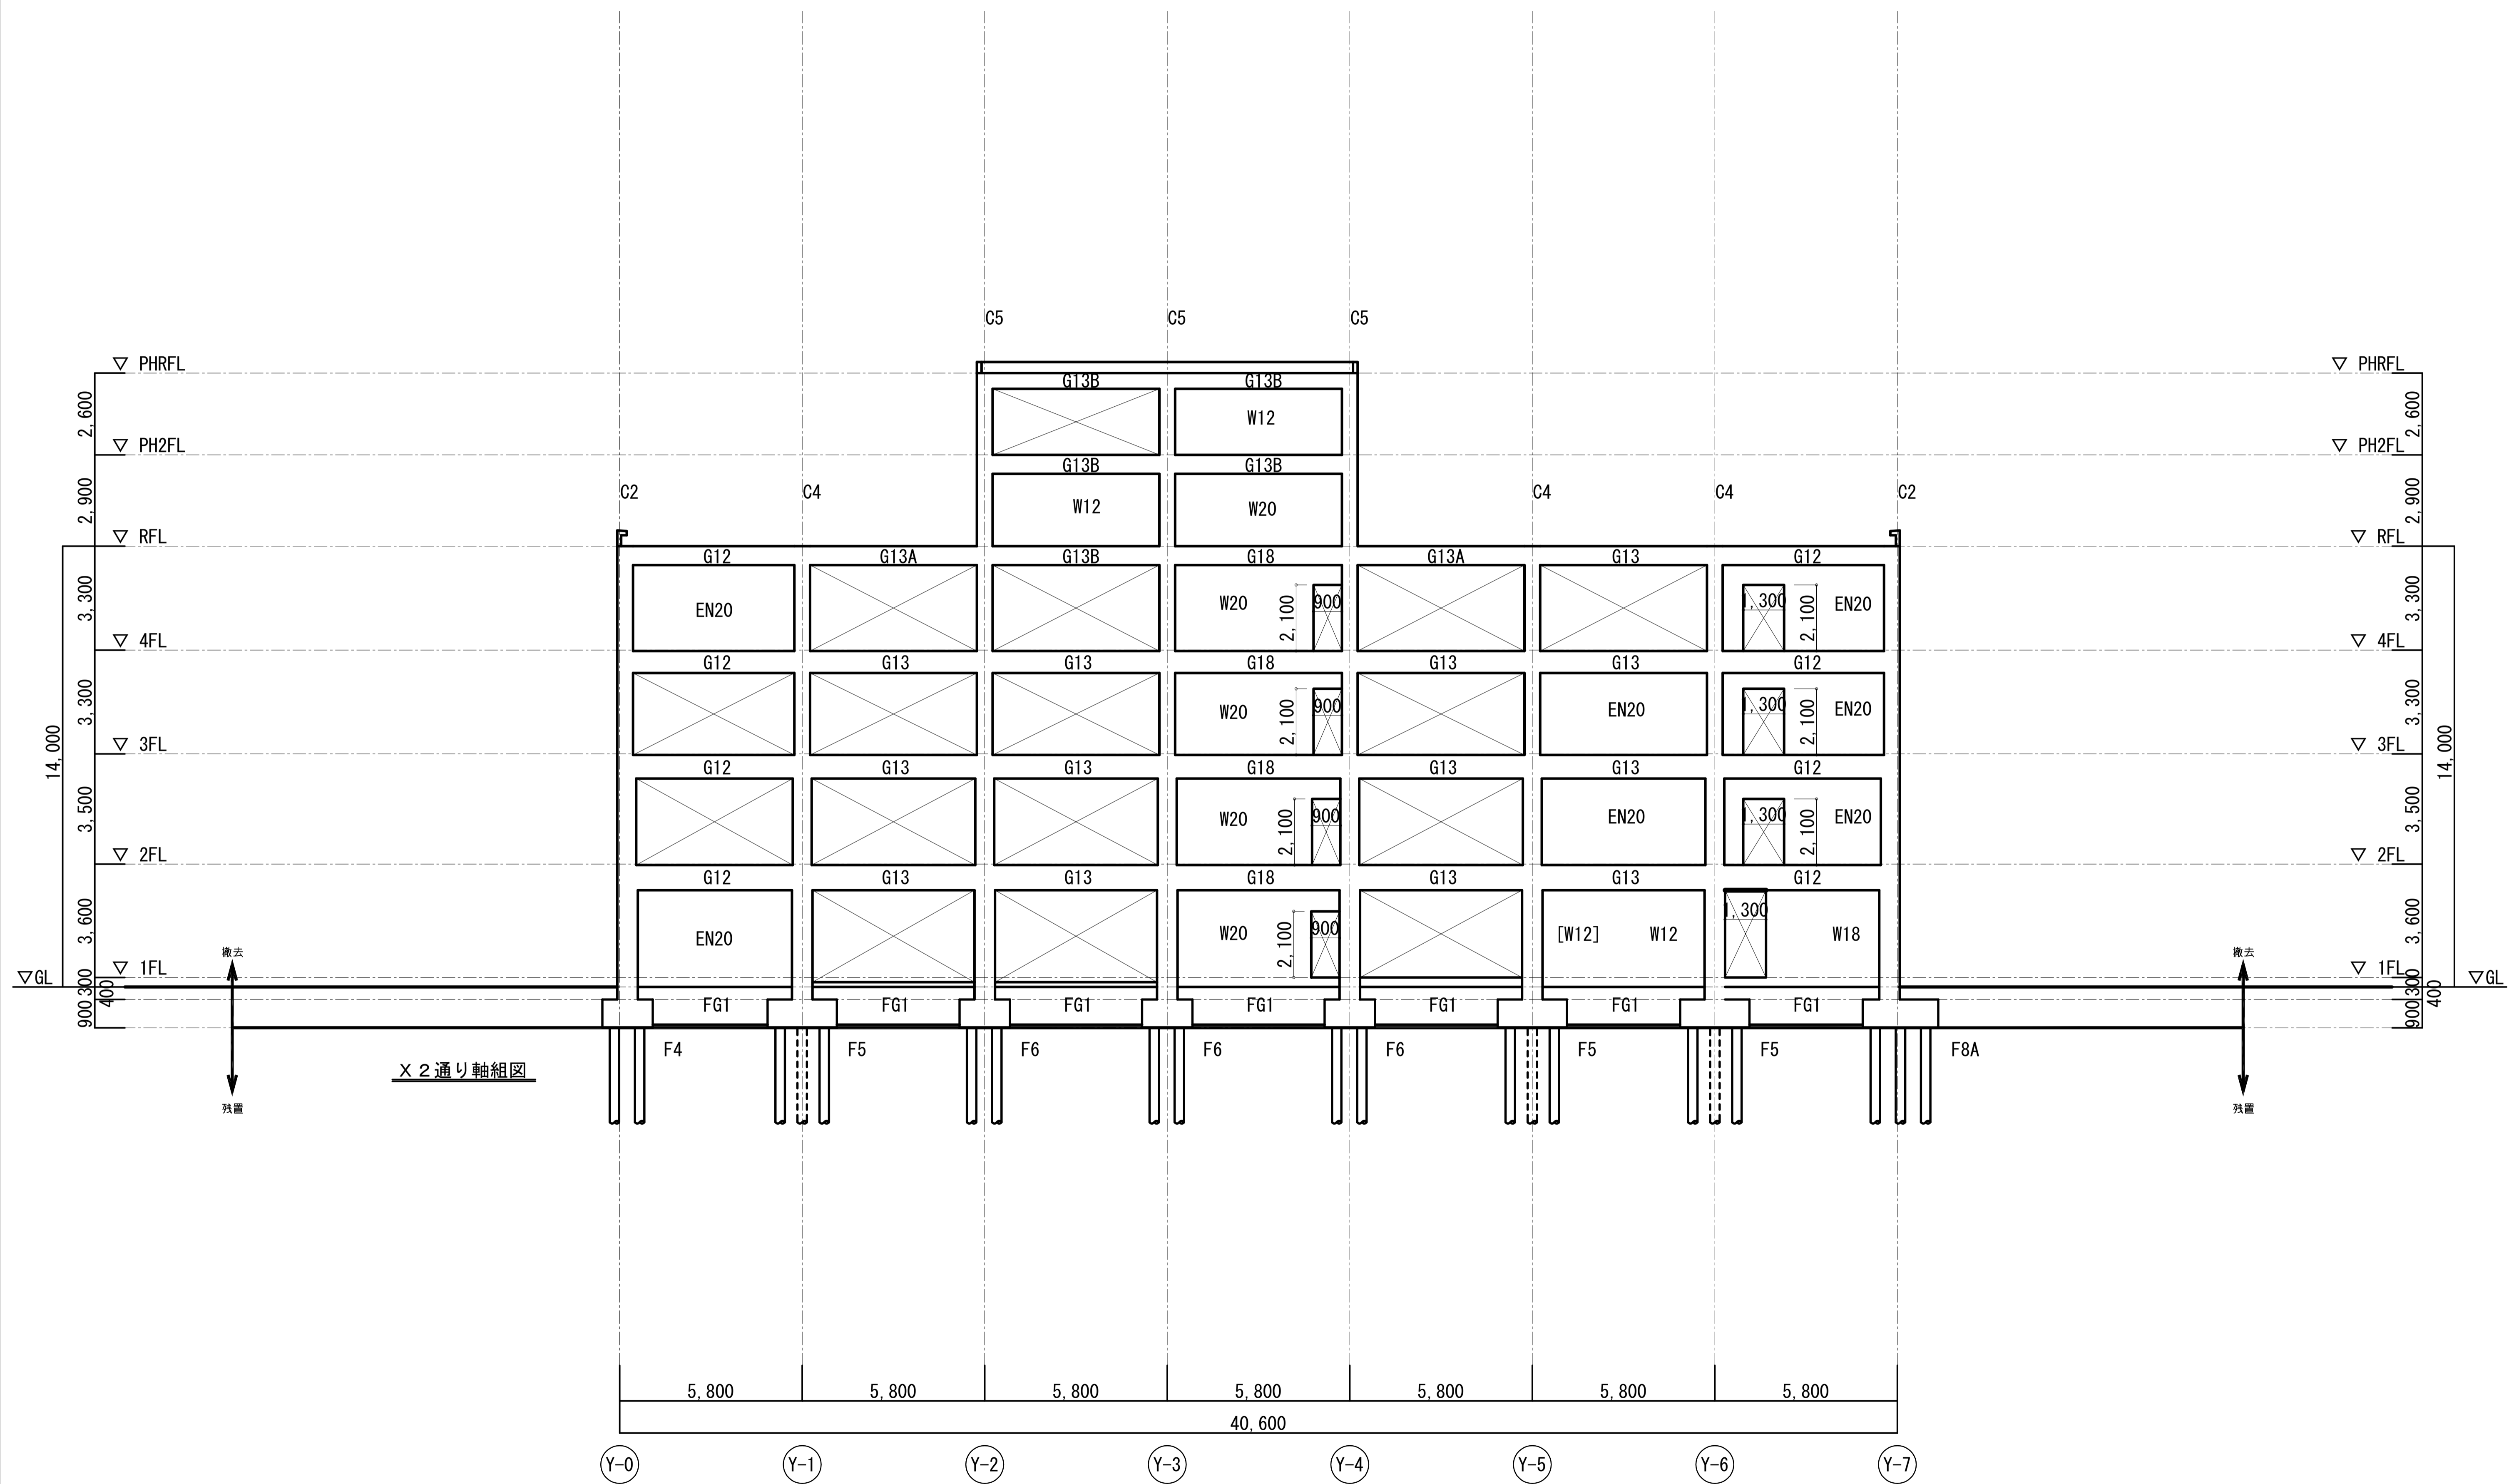 C5 C5 C5
▽ PHRFL ▽ PHRFL
G13B G13B
2,600 W12 2,600
▽ PH2FL ▽ PH2FL
G13B G13B
C2 C4 C4 C4 C2
2,900 W12 W20 2,900
▽ RFL ▽ RFL
G12 G13A G13B G18 G13A G13 G12
3,300 EN20 W20 2,100 900 1,300 2,100 EN20 3,300
▽ 4FL ▽ 4FL
G12 G13 G13 G18 G13 G13 G12
3,300 W20 2,100 900 EN20 1,300 2,100 EN20 3,300
▽ 3FL ▽ 3FL
14,000 14,000
G12 G13 G13 G18 G13 G13 G12
3,500 W20 2,100 900 EN20 1,300 2,100 EN20 3,500
▽ 2FL ▽ 2FL
G12 G13 G13 G18 G13 G13 G12
3,600 EN20 W20 2,100 900 [W12] W12 1,300 W18 3,600
撤去 撤去
▽ 1FL ▽ 1FL
▽GL ▽GL
300 400 300 400
900 FG1 FG1 FG1 FG1 FG1 FG1 FG1 900
F4 F5 F6 F6 F6 F5 F5 F8A
X2通り軸組図
残置 残置
5,800 5,800 5,800 5,800 5,800 5,800 5,800
40,600
Y-0 Y-1 Y-2 Y-3 Y-4 Y-5 Y-6 Y-7